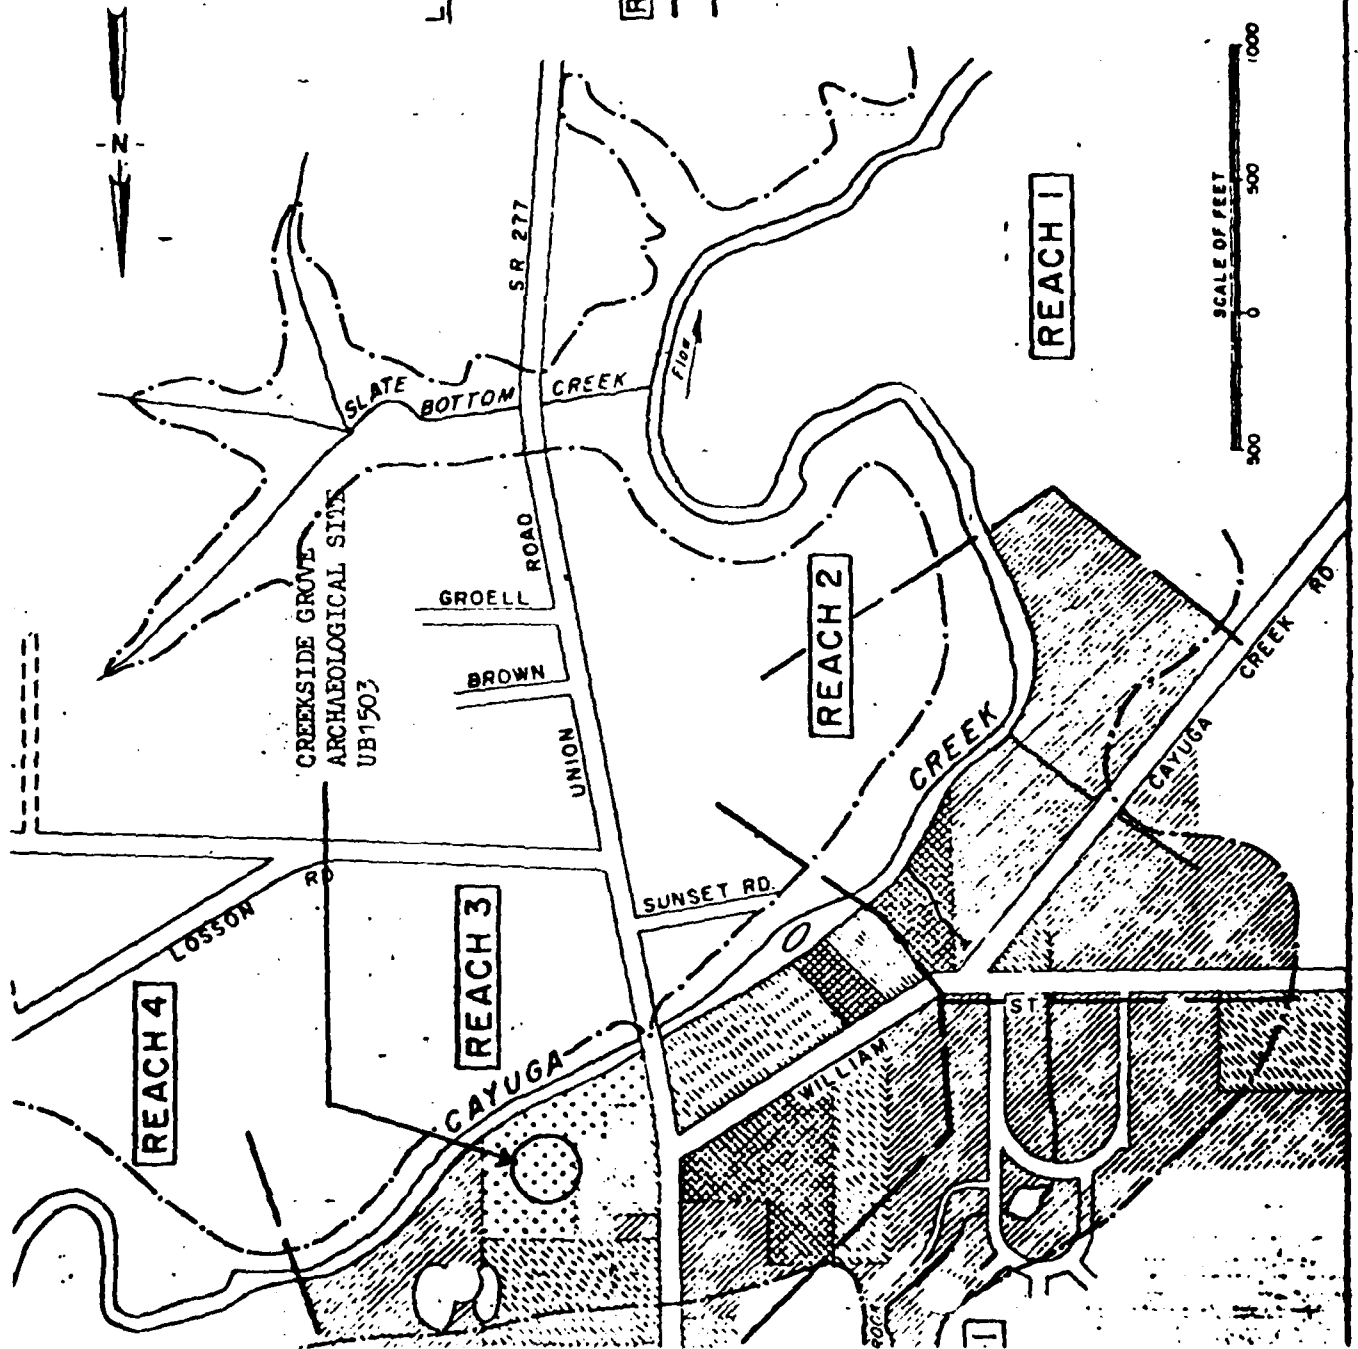 N
SCALE OF FEET
500 0 500 1000
S.R. 277
REACH 1
SLATE
BOTTOM
CREEK
Flow
CREEKSIDE GROVE
ARCHAEOLOGICAL SITE
UB1503
ROAD
GROELL
BROWN
UNION
REACH 2
CREEK
CAYUGA
CREEK
RD
LOSSON
RD
SUNSET RD.
REACH 3
REACH 4
CAYUGA
WILLIAM
ST